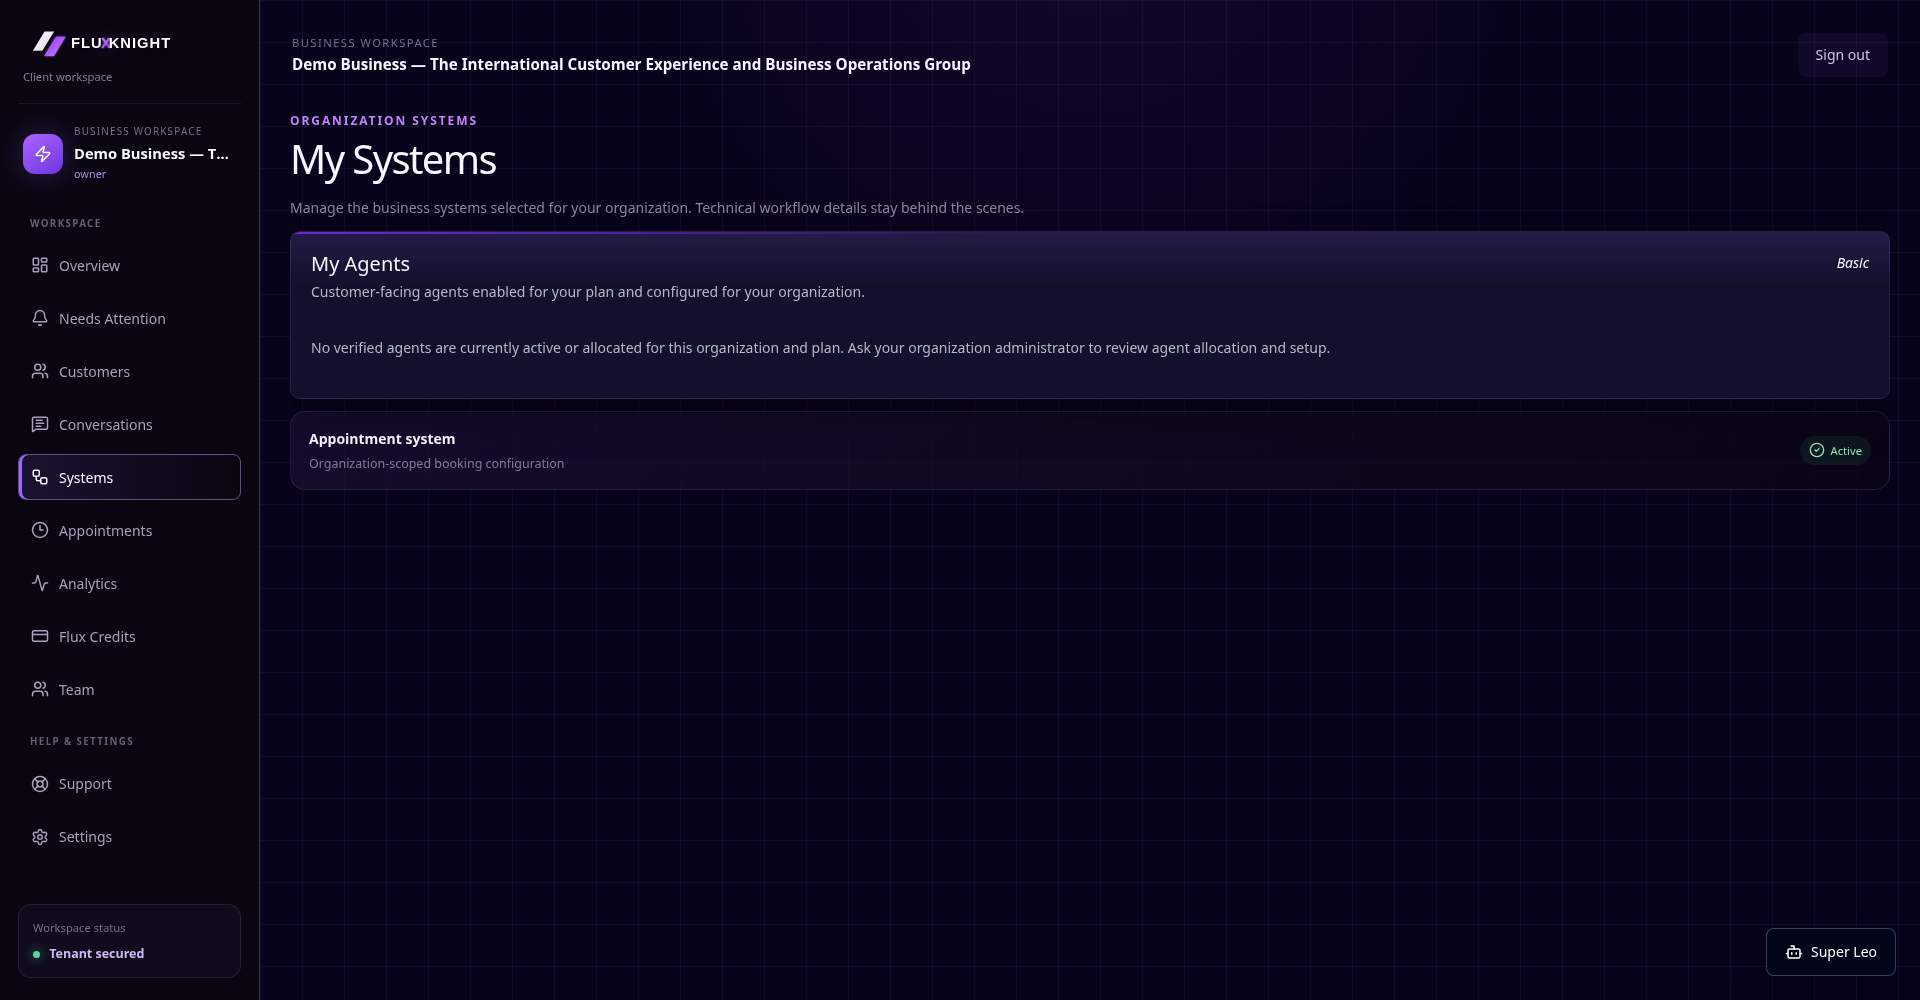 FLUXKNIGHT
Client workspace
BUSINESS WORKSPACE
Demo Business — T...
owner
WORKSPACE
Overview
Needs Attention
Customers
Conversations
Systems
Appointments
Analytics
Flux Credits
Team
HELP & SETTINGS
Support
Settings
Workspace status
Tenant secured
BUSINESS WORKSPACE
Demo Business — The International Customer Experience and Business Operations Group
Sign out
ORGANIZATION SYSTEMS
My Systems
Manage the business systems selected for your organization. Technical workflow details stay behind the scenes.
My Agents
Basic
Customer-facing agents enabled for your plan and configured for your organization.
No verified agents are currently active or allocated for this organization and plan. Ask your organization administrator to review agent allocation and setup.
Appointment system
Organization-scoped booking configuration
Active
Super Leo